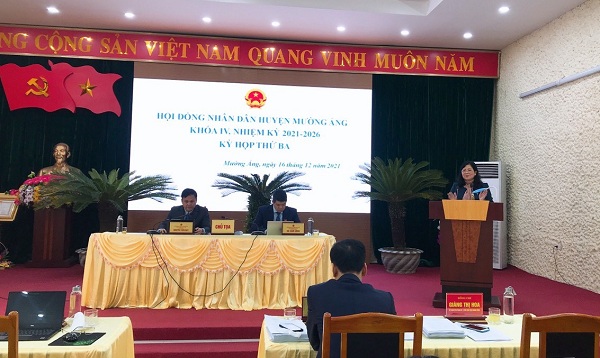 CỘNG SẢN VIỆT NAM QUANG VINH MUÔN NĂM
HỘI ĐỒNG NHÂN DÂN HUYỆN MƯỜNG ẢNG
KHÓA IV, NHIỆM KỲ 2021-2026
KỲ HỌP THỨ BA
Mường Ảng, ngày 16 tháng 12 năm 2021
CHỦ TỌA
GIÀNG THỊ HOA